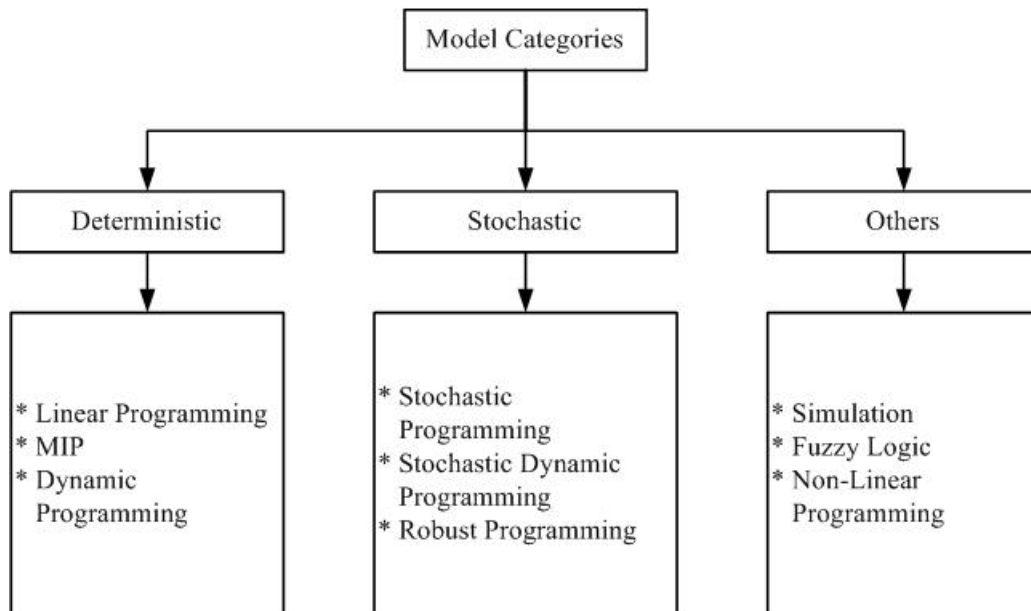 Model Categories
Deterministic
Stochastic
Others
* Linear Programming
* MIP
* Dynamic
Programming
* Stochastic
Programming
* Stochastic Dynamic
Programming
* Robust Programming
* Simulation
* Fuzzy Logic
* Non-Linear
Programming